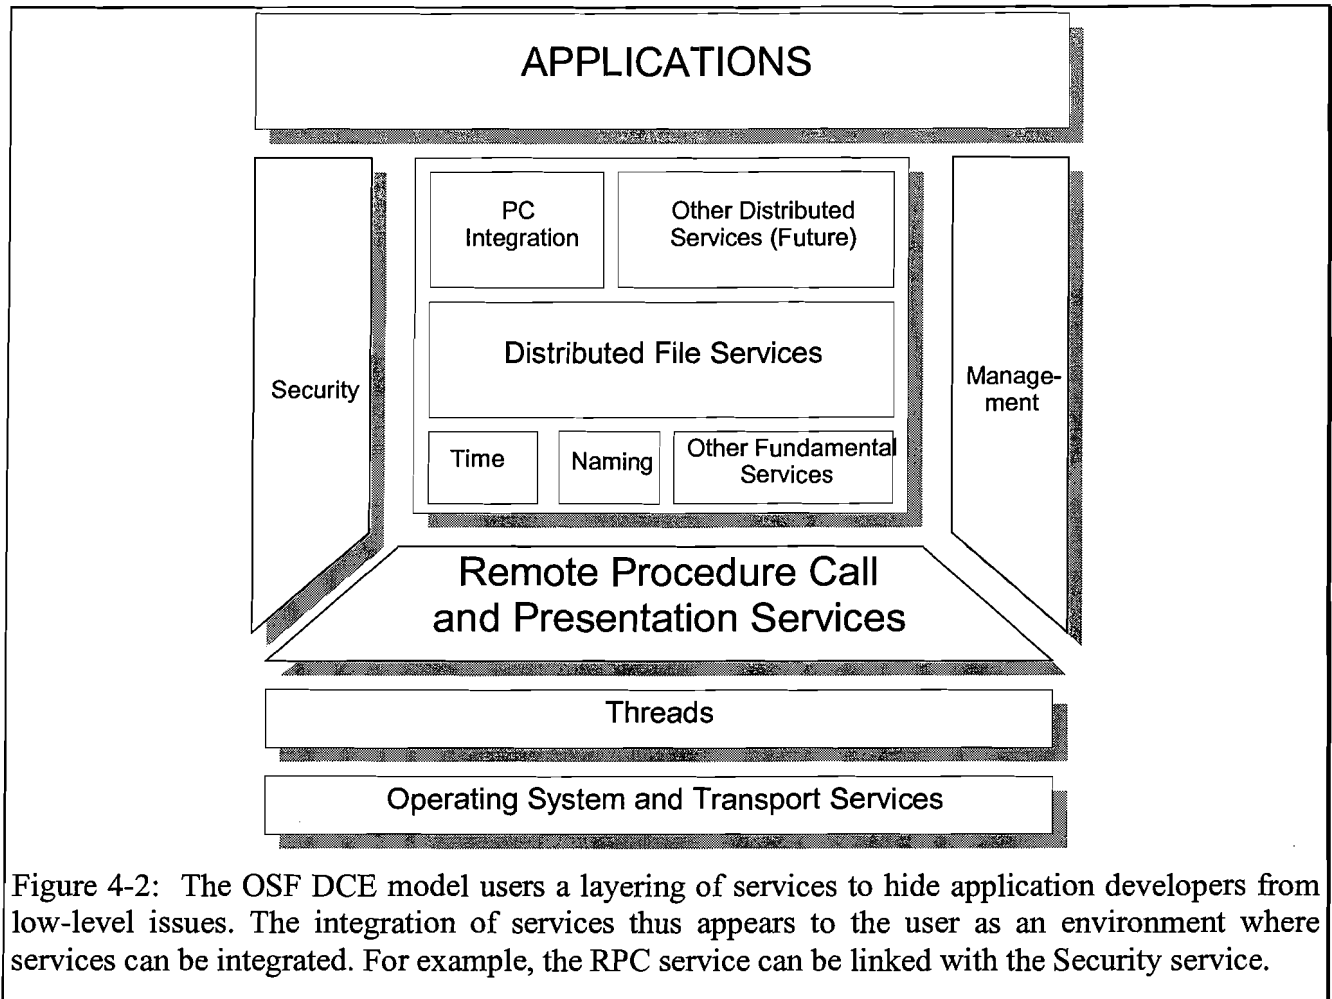 APPLICATIONS
PC
Integration
Other Distributed
Services (Future)
Distributed File Services
Security
Manage-
ment
Time
Naming
Other Fundamental
Services
Remote Procedure Call
and Presentation Services
Threads
Operating System and Transport Services
Figure 4-2: The OSF DCE model users a layering of services to hide application developers from
low-level issues. The integration of services thus appears to the user as an environment where
services can be integrated. For example, the RPC service can be linked with the Security service.